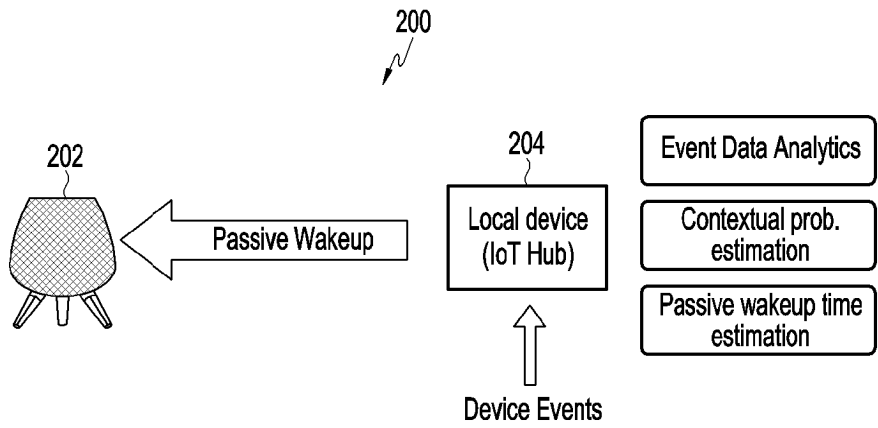 200
202
Passive Wakeup
204
Local device
(IoT Hub)
Device Events
Event Data Analytics
Contextual prob.
estimation
Passive wakeup time
estimation